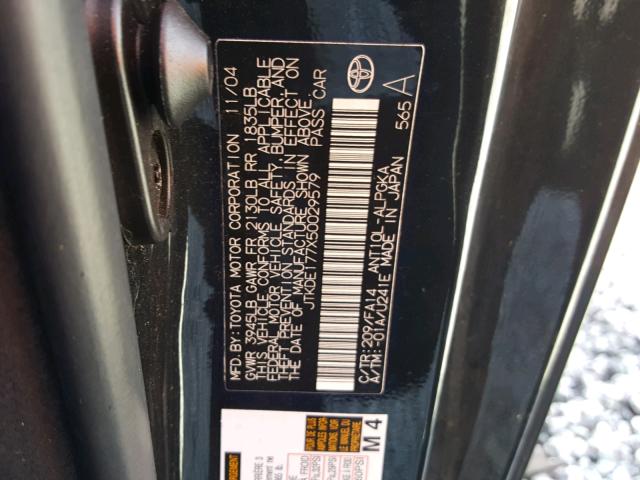 MFD. BY: TOYOTA MOTOR CORPORATION 11/04
GVWR 3945LB GAWR FR 2130LB RR 1835LB
THIS VEHICLE CONFORMS TO ALL APPLICABLE
FEDERAL MOTOR VEHICLE SAFETY, BUMPER AND
THEFT PREVENTION STANDARDS IN EFFECT ON
THE DATE OF MANUFACTURE SHOWN ABOVE.
JTKDE177X50029579 PASS CAR
C/TR: 209/FA14 ANT10L-ALPGKA
A/TM: -01A/U241E MADE IN JAPAN 565 A
M4